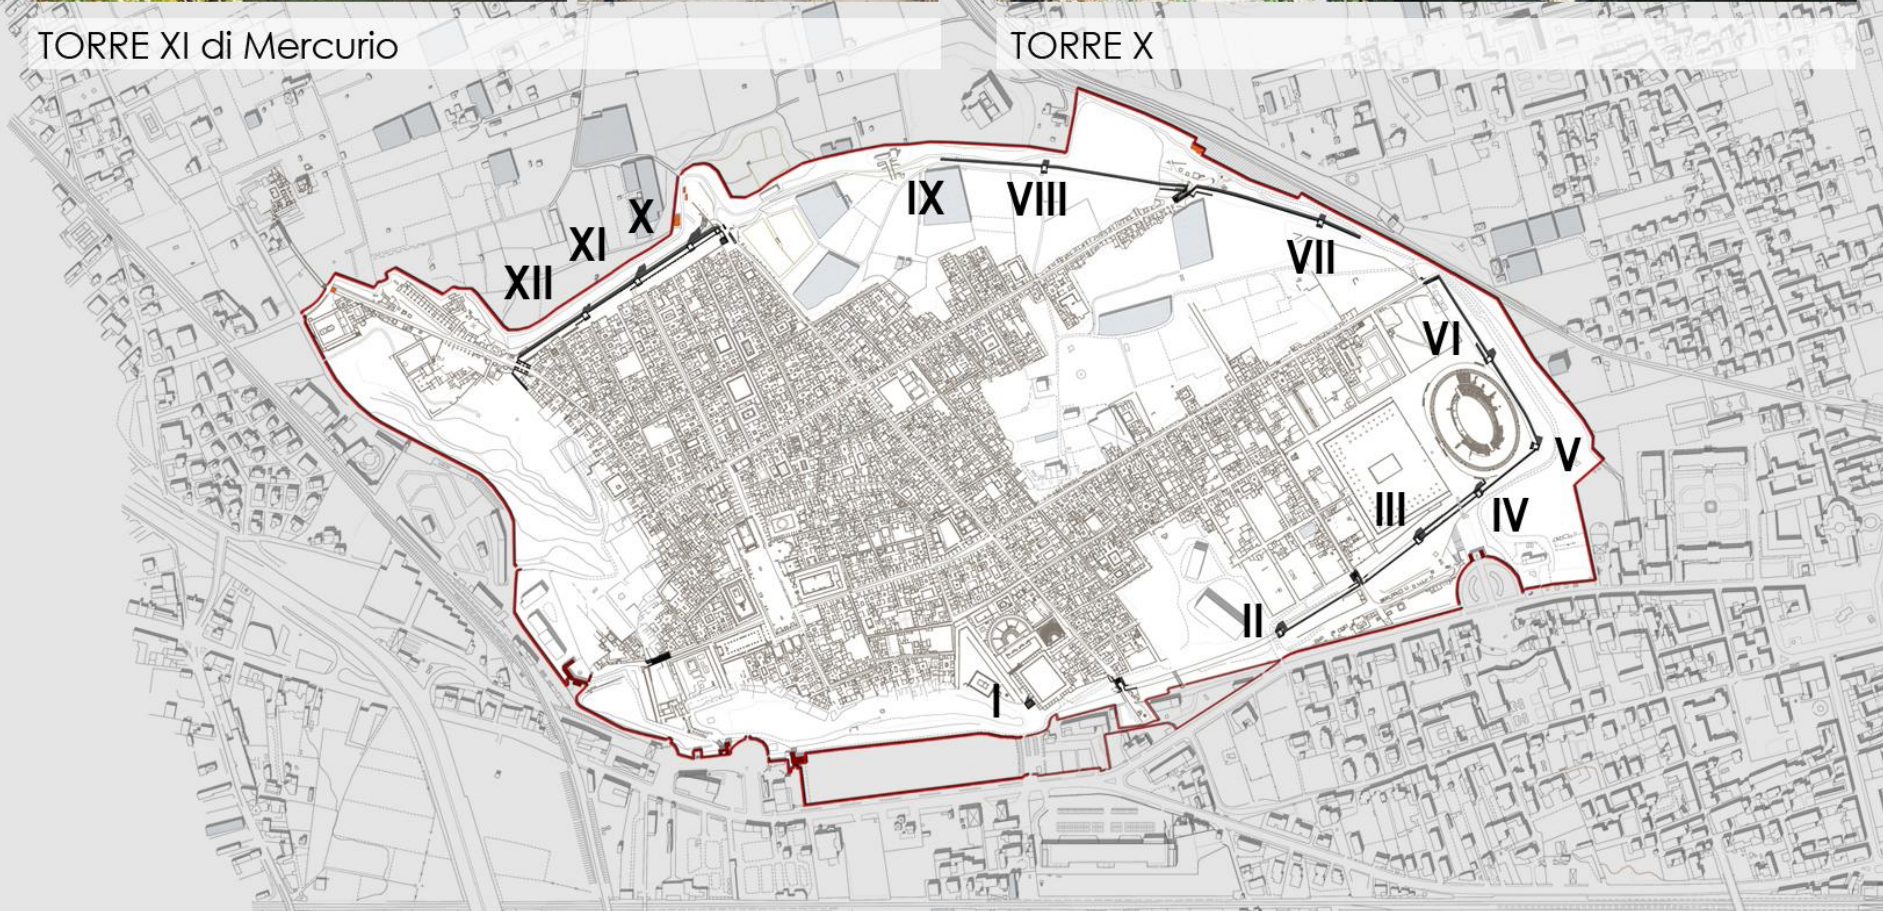 TORRE XI di Mercurio
TORRE X
IX
VIII
X
XI
VII
XII
VI
V
III
IV
II
I